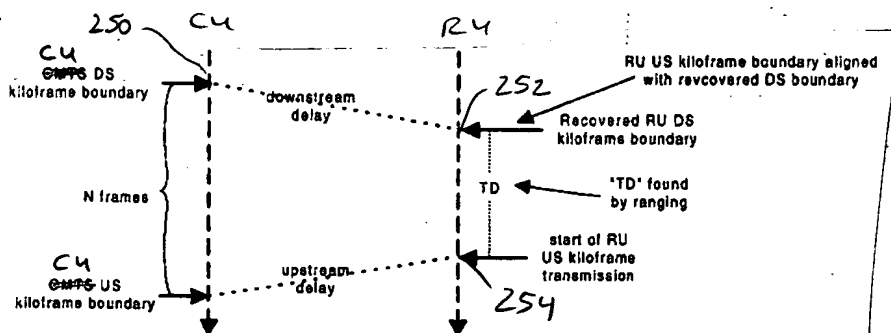 250
CU
RU
CU
CMTS DS
kiloframe boundary
RU US kiloframe boundary aligned
with revcovered DS boundary
downstream
delay
252
Recovered RU DS
kiloframe boundary
N frames
TD
"TD" found
by ranging
CU
CMTS US
kiloframe boundary
upstream
delay
start of RU
US kiloframe
transmission
254